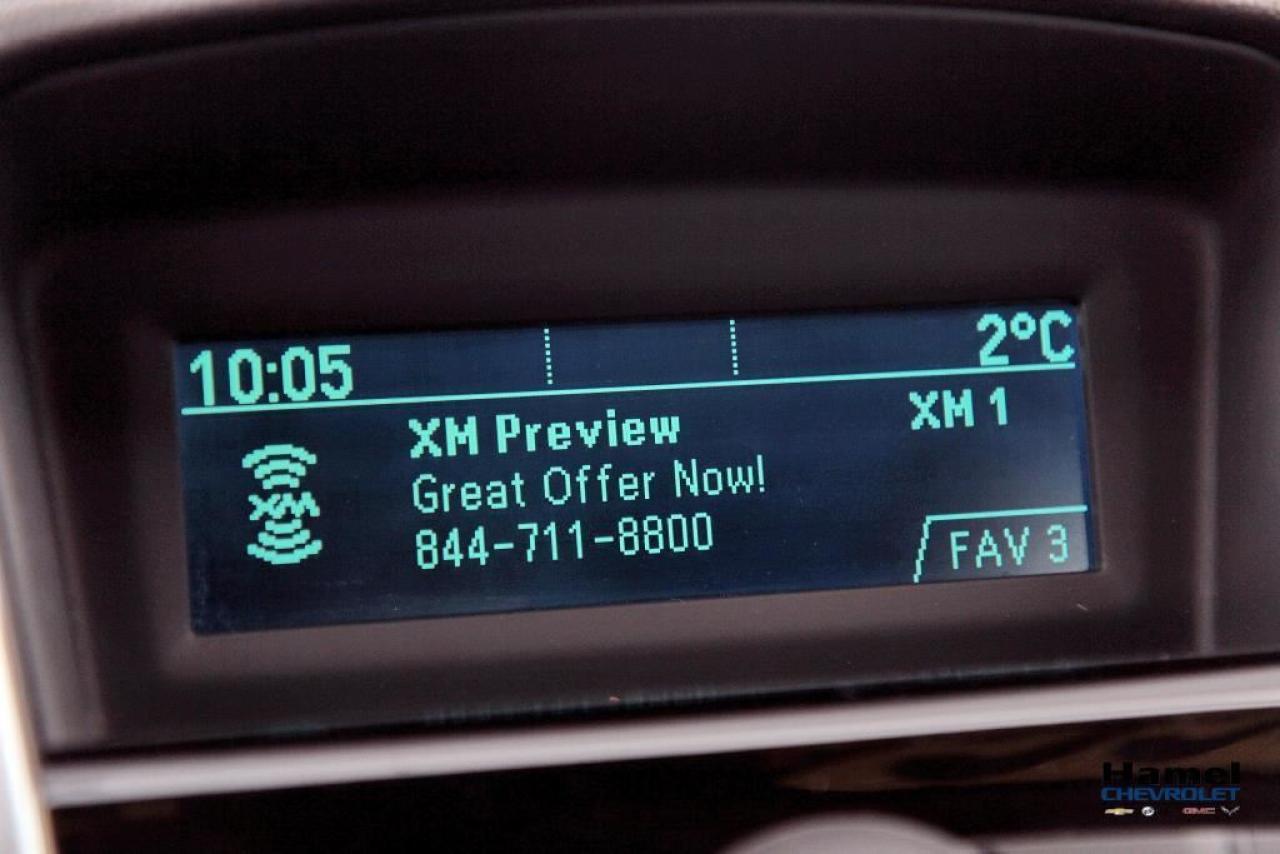 10:05 2°C
XM Preview XM 1
XM
Great Offer Now!
844-711-8800
FAV 3
Hamel
CHEVROLET
GMC